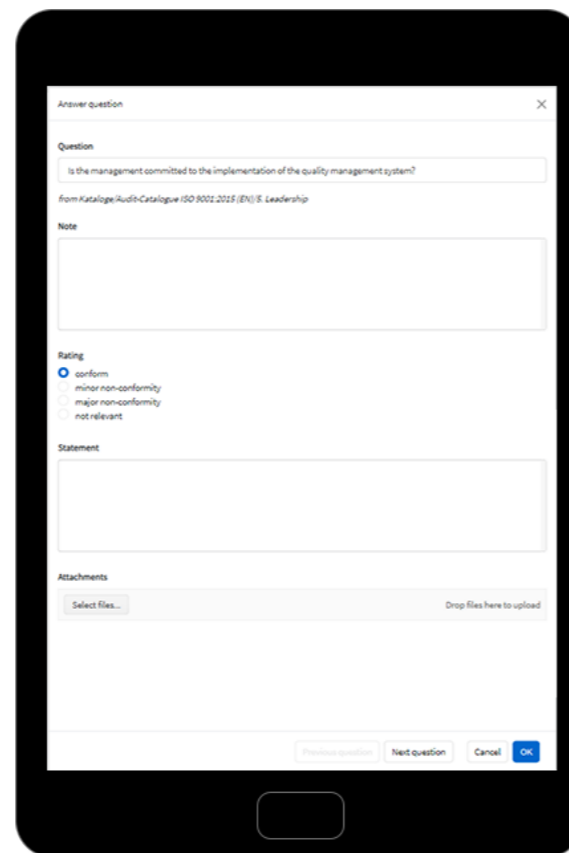 Answer question
Question
Is the management committed to the implementation of the quality management system?
from Kataloge/Audit-Catalogue ISO 9001:2015 (EN)/5. Leadership
Note
Rating
conform
minor non-conformity
major non-conformity
not relevant
Statement
Attachments
Select files... Drop files here to upload
Previous question Next question Cancel OK